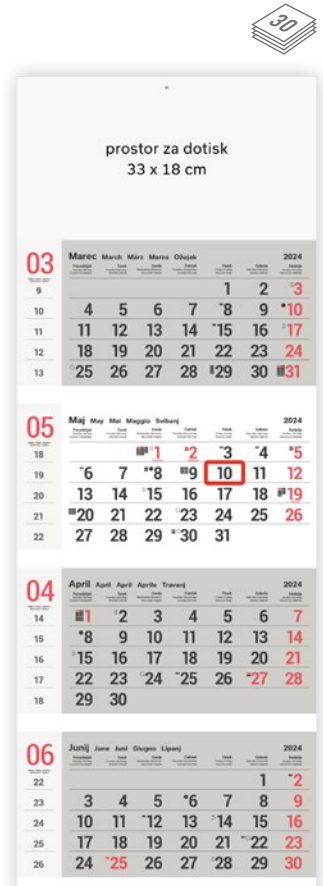 30
prostor za dotisk
33 x 18 cm
03 Marec March März Marzo Ožujak 2024
9 1 2 3
10 4 5 6 7 8 9 10
11 11 12 13 14 15 16 17
12 18 19 20 21 22 23 24
13 25 26 27 28 29 30 31
05 Maj May Mai Maggio Svibanj 2024
18 1 2 3 4 5
19 6 7 8 9 10 11 12
20 13 14 15 16 17 18 19
21 20 21 22 23 24 25 26
22 27 28 29 30 31
04 April April April Aprile Travanj 2024
14 1 2 3 4 5 6 7
15 8 9 10 11 12 13 14
16 15 16 17 18 19 20 21
17 22 23 24 25 26 27 28
18 29 30
06 Junij June Juni Giugno Lipanj 2024
22 1 2
23 3 4 5 6 7 8 9
24 10 11 12 13 14 15 16
25 17 18 19 20 21 22 23
26 24 25 26 27 28 29 30